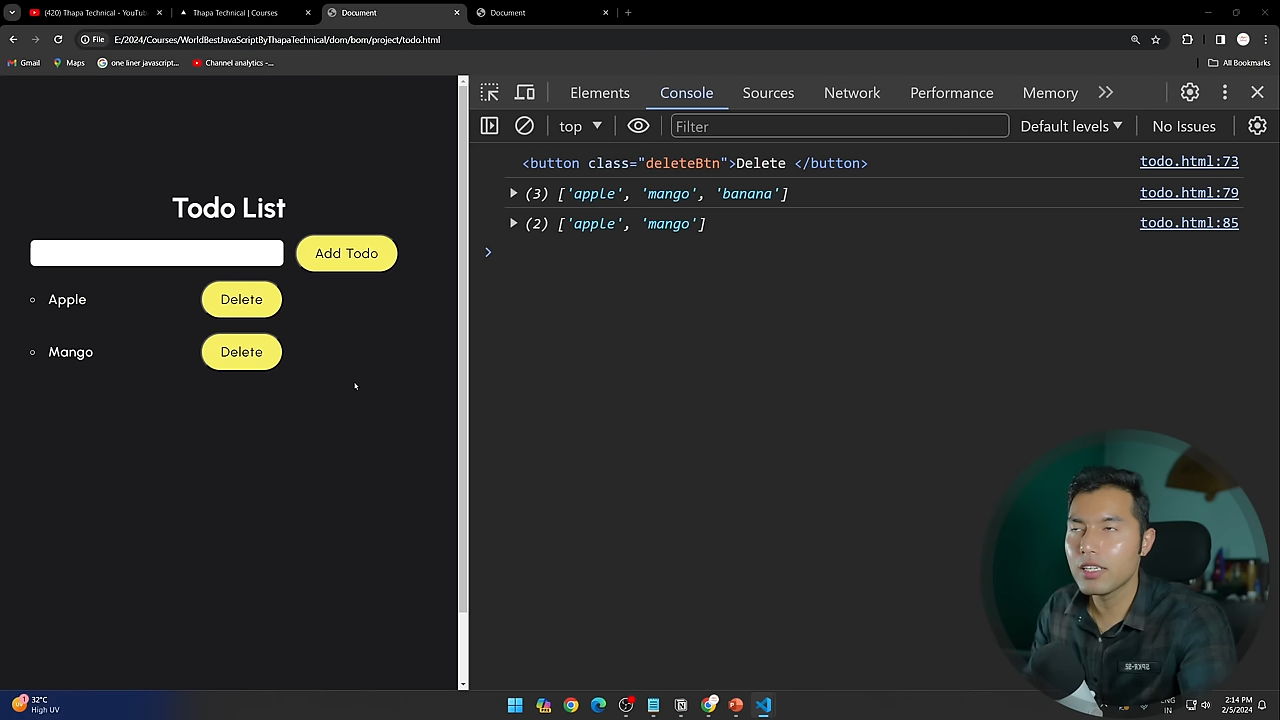 (420) Thapa Technical - YouTub
Thapa Technical | Courses
Document
Document
File
E:/2024/Courses/WorldBestJavaScriptByThapaTechnical/dom/bom/project/todo.html
Gmail
Maps
one liner javascript...
Channel analytics -...
All Bookmarks
Elements
Console
Sources
Network
Performance
Memory
top
Filter
Default levels
No Issues
<button class="deleteBtn">Delete </button>
todo.html:73
(3) ['apple', 'mango', 'banana']
todo.html:79
(2) ['apple', 'mango']
todo.html:85
Todo List
Add Todo
Apple
Delete
Mango
Delete
32°C
High UV
ENG
IN
2:14 PM
2/5/2024